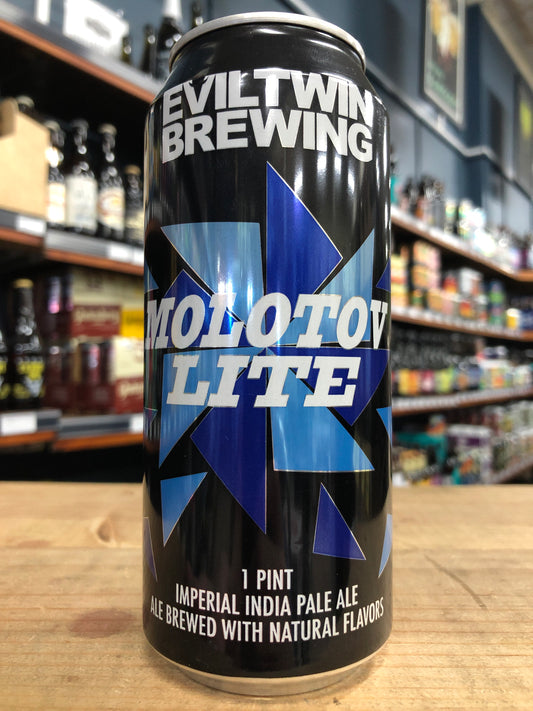 EVILTWIN
BREWING
MOLOTOV
LITE
1 PINT
IMPERIAL INDIA PALE ALE
ALE BREWED WITH NATURAL FLAVORS